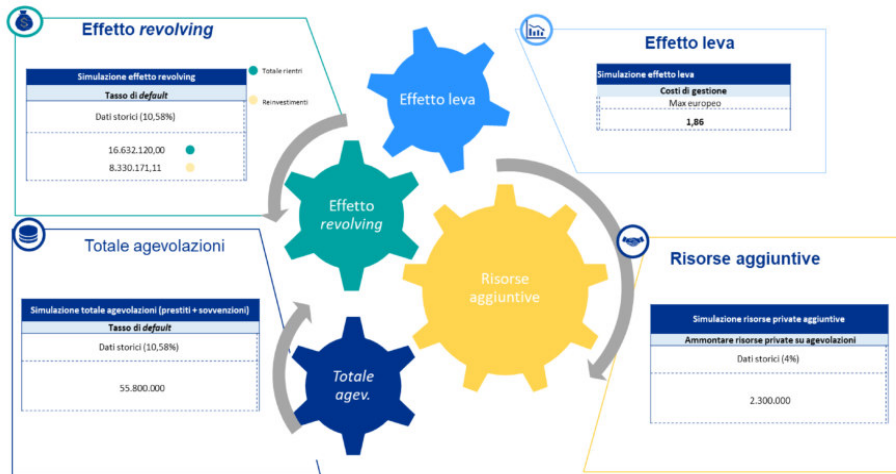 Effetto revolving
Simulazione effetto revolving
Tasso di default
Dati storici (10,58%)
16.632.120,00
8.330.171,11
Totale rientri
Reinvestimenti
Effetto leva
Simulazione effetto leva
Costi di gestione
Max europeo
1,86
Effetto leva
Effetto
revolving
Risorse
aggiuntive
Totale
agev.
Totale agevolazioni
Simulazione totale agevolazioni (prestiti + sovvenzioni)
Tasso di default
Dati storici (10,58%)
55.800.000
Risorse aggiuntive
Simulazione risorse private aggiuntive
Ammontare risorse private su agevolazioni
Dati storici (4%)
2.300.000